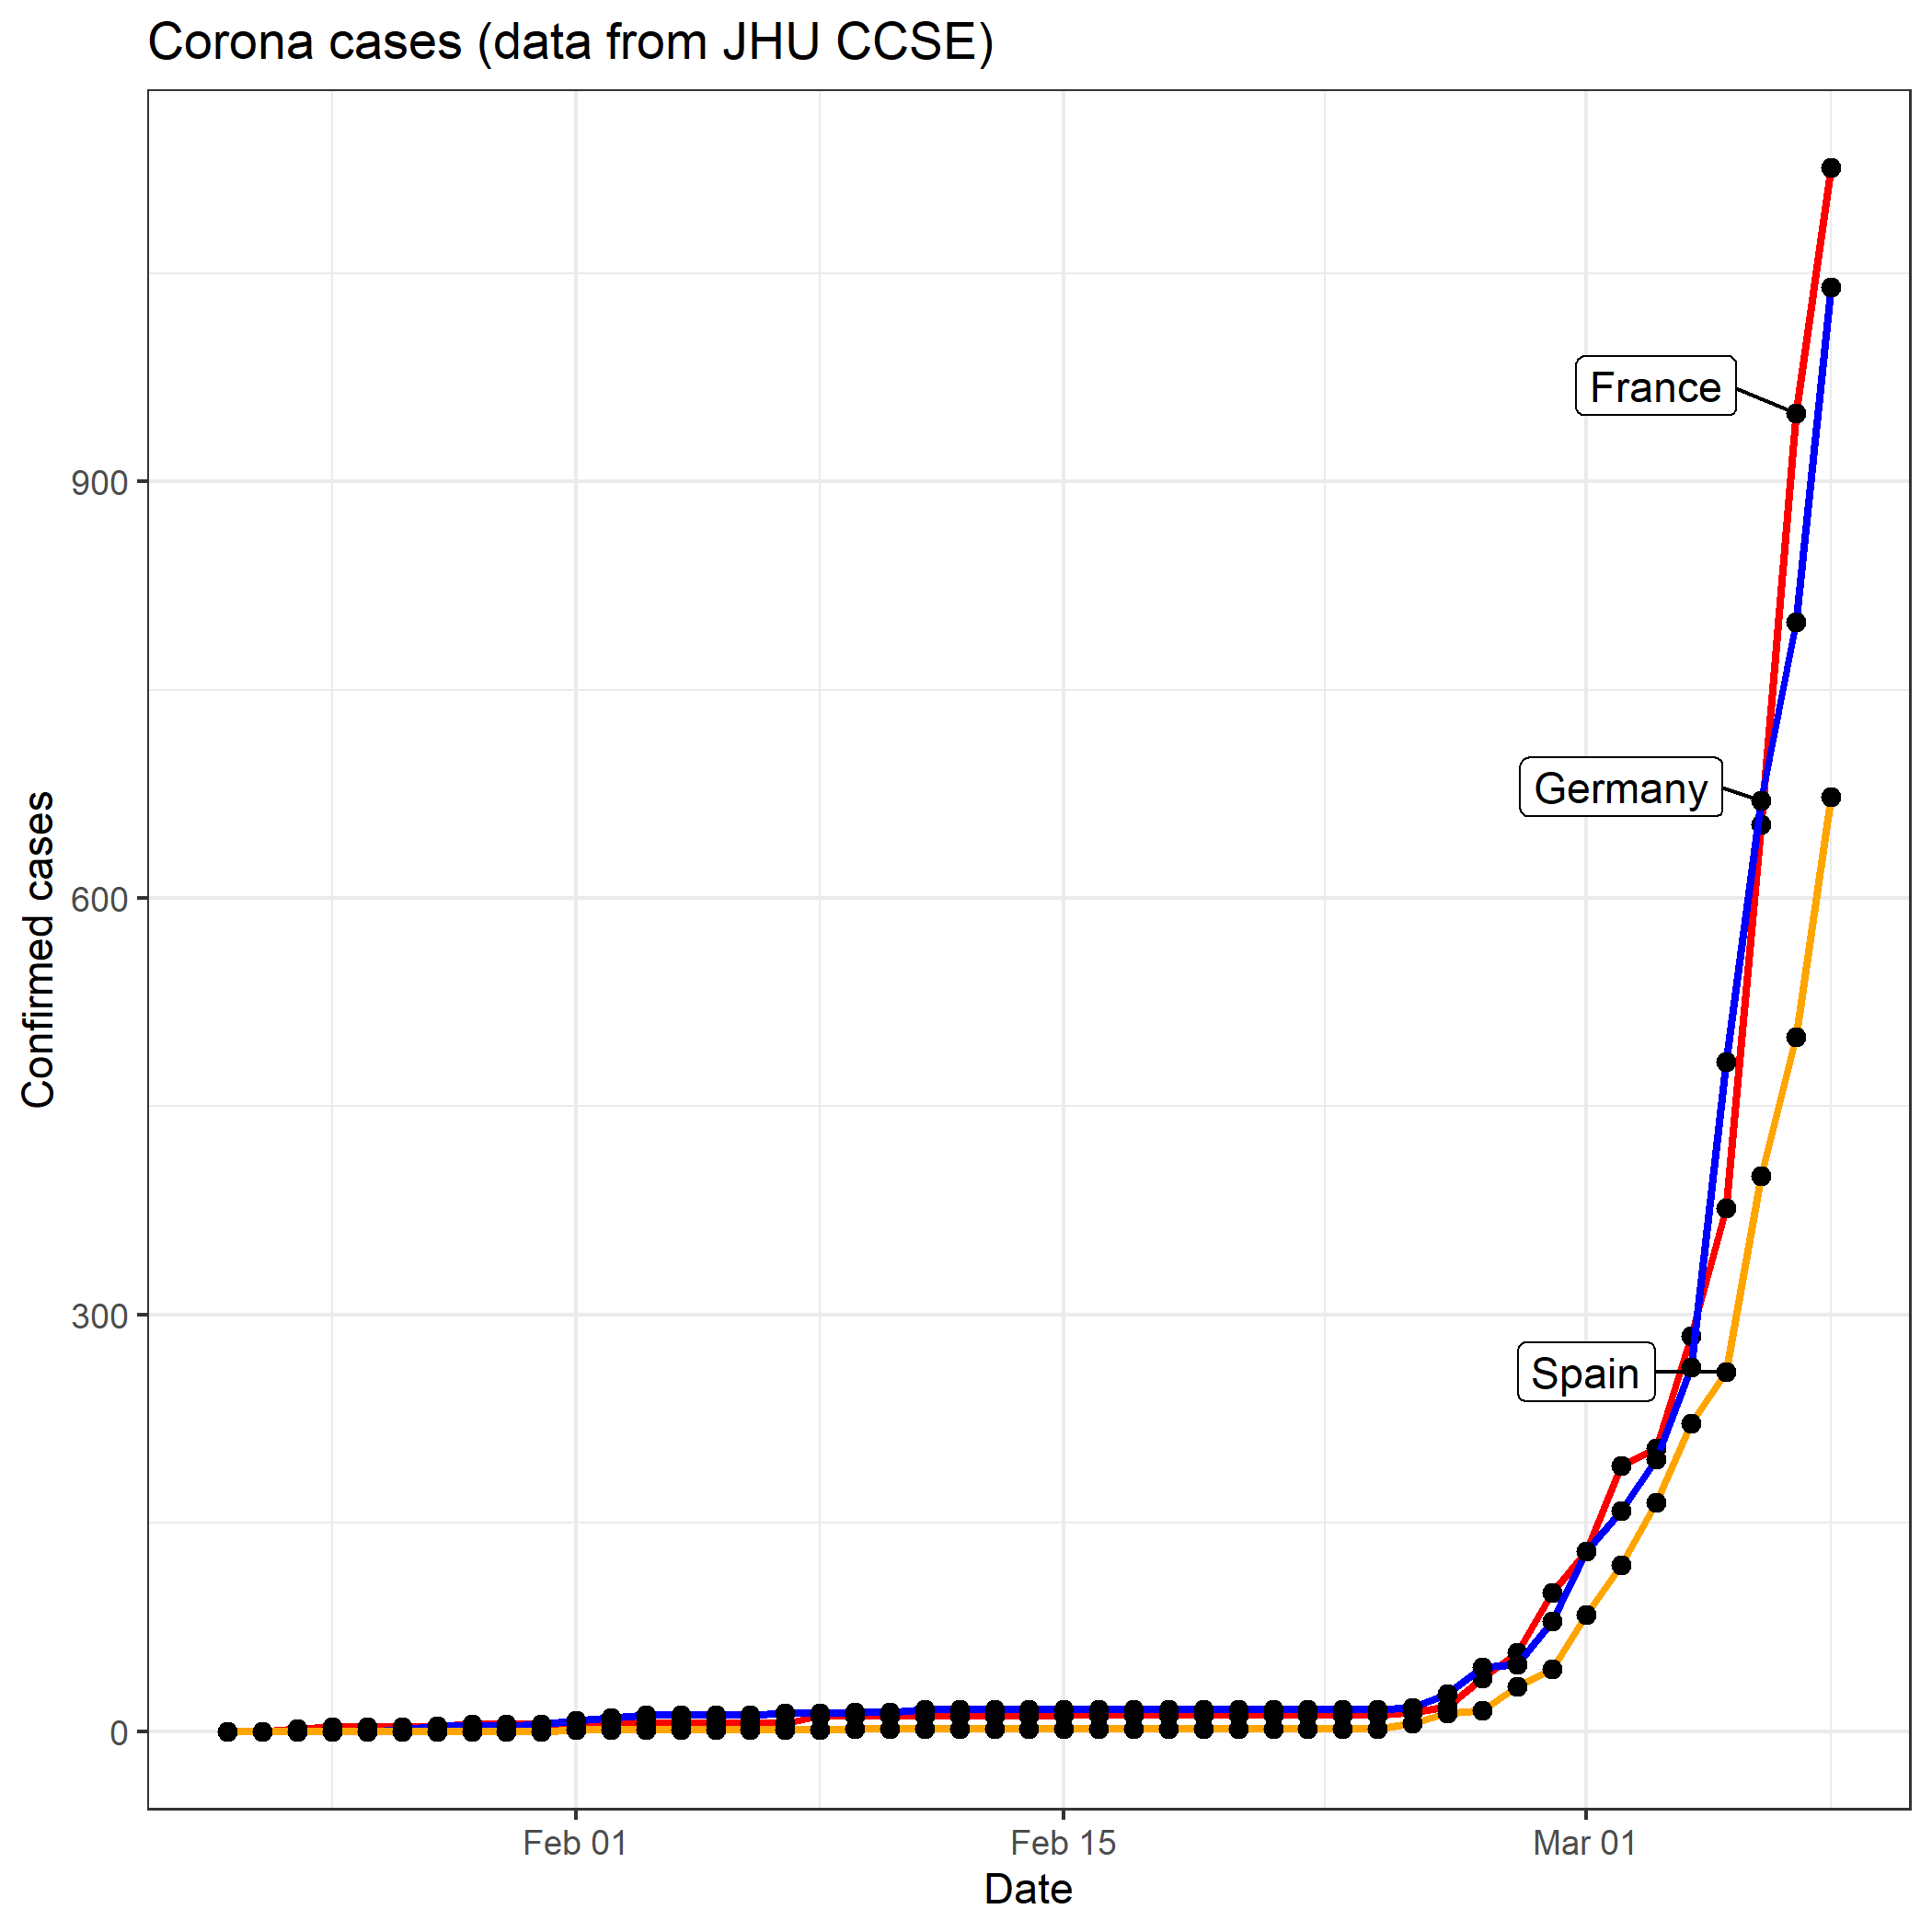 Corona cases (data from JHU CCSE)
France
900
Germany
600
Confirmed cases
300
Spain
0
Feb 01
Feb 15
Mar 01
Date